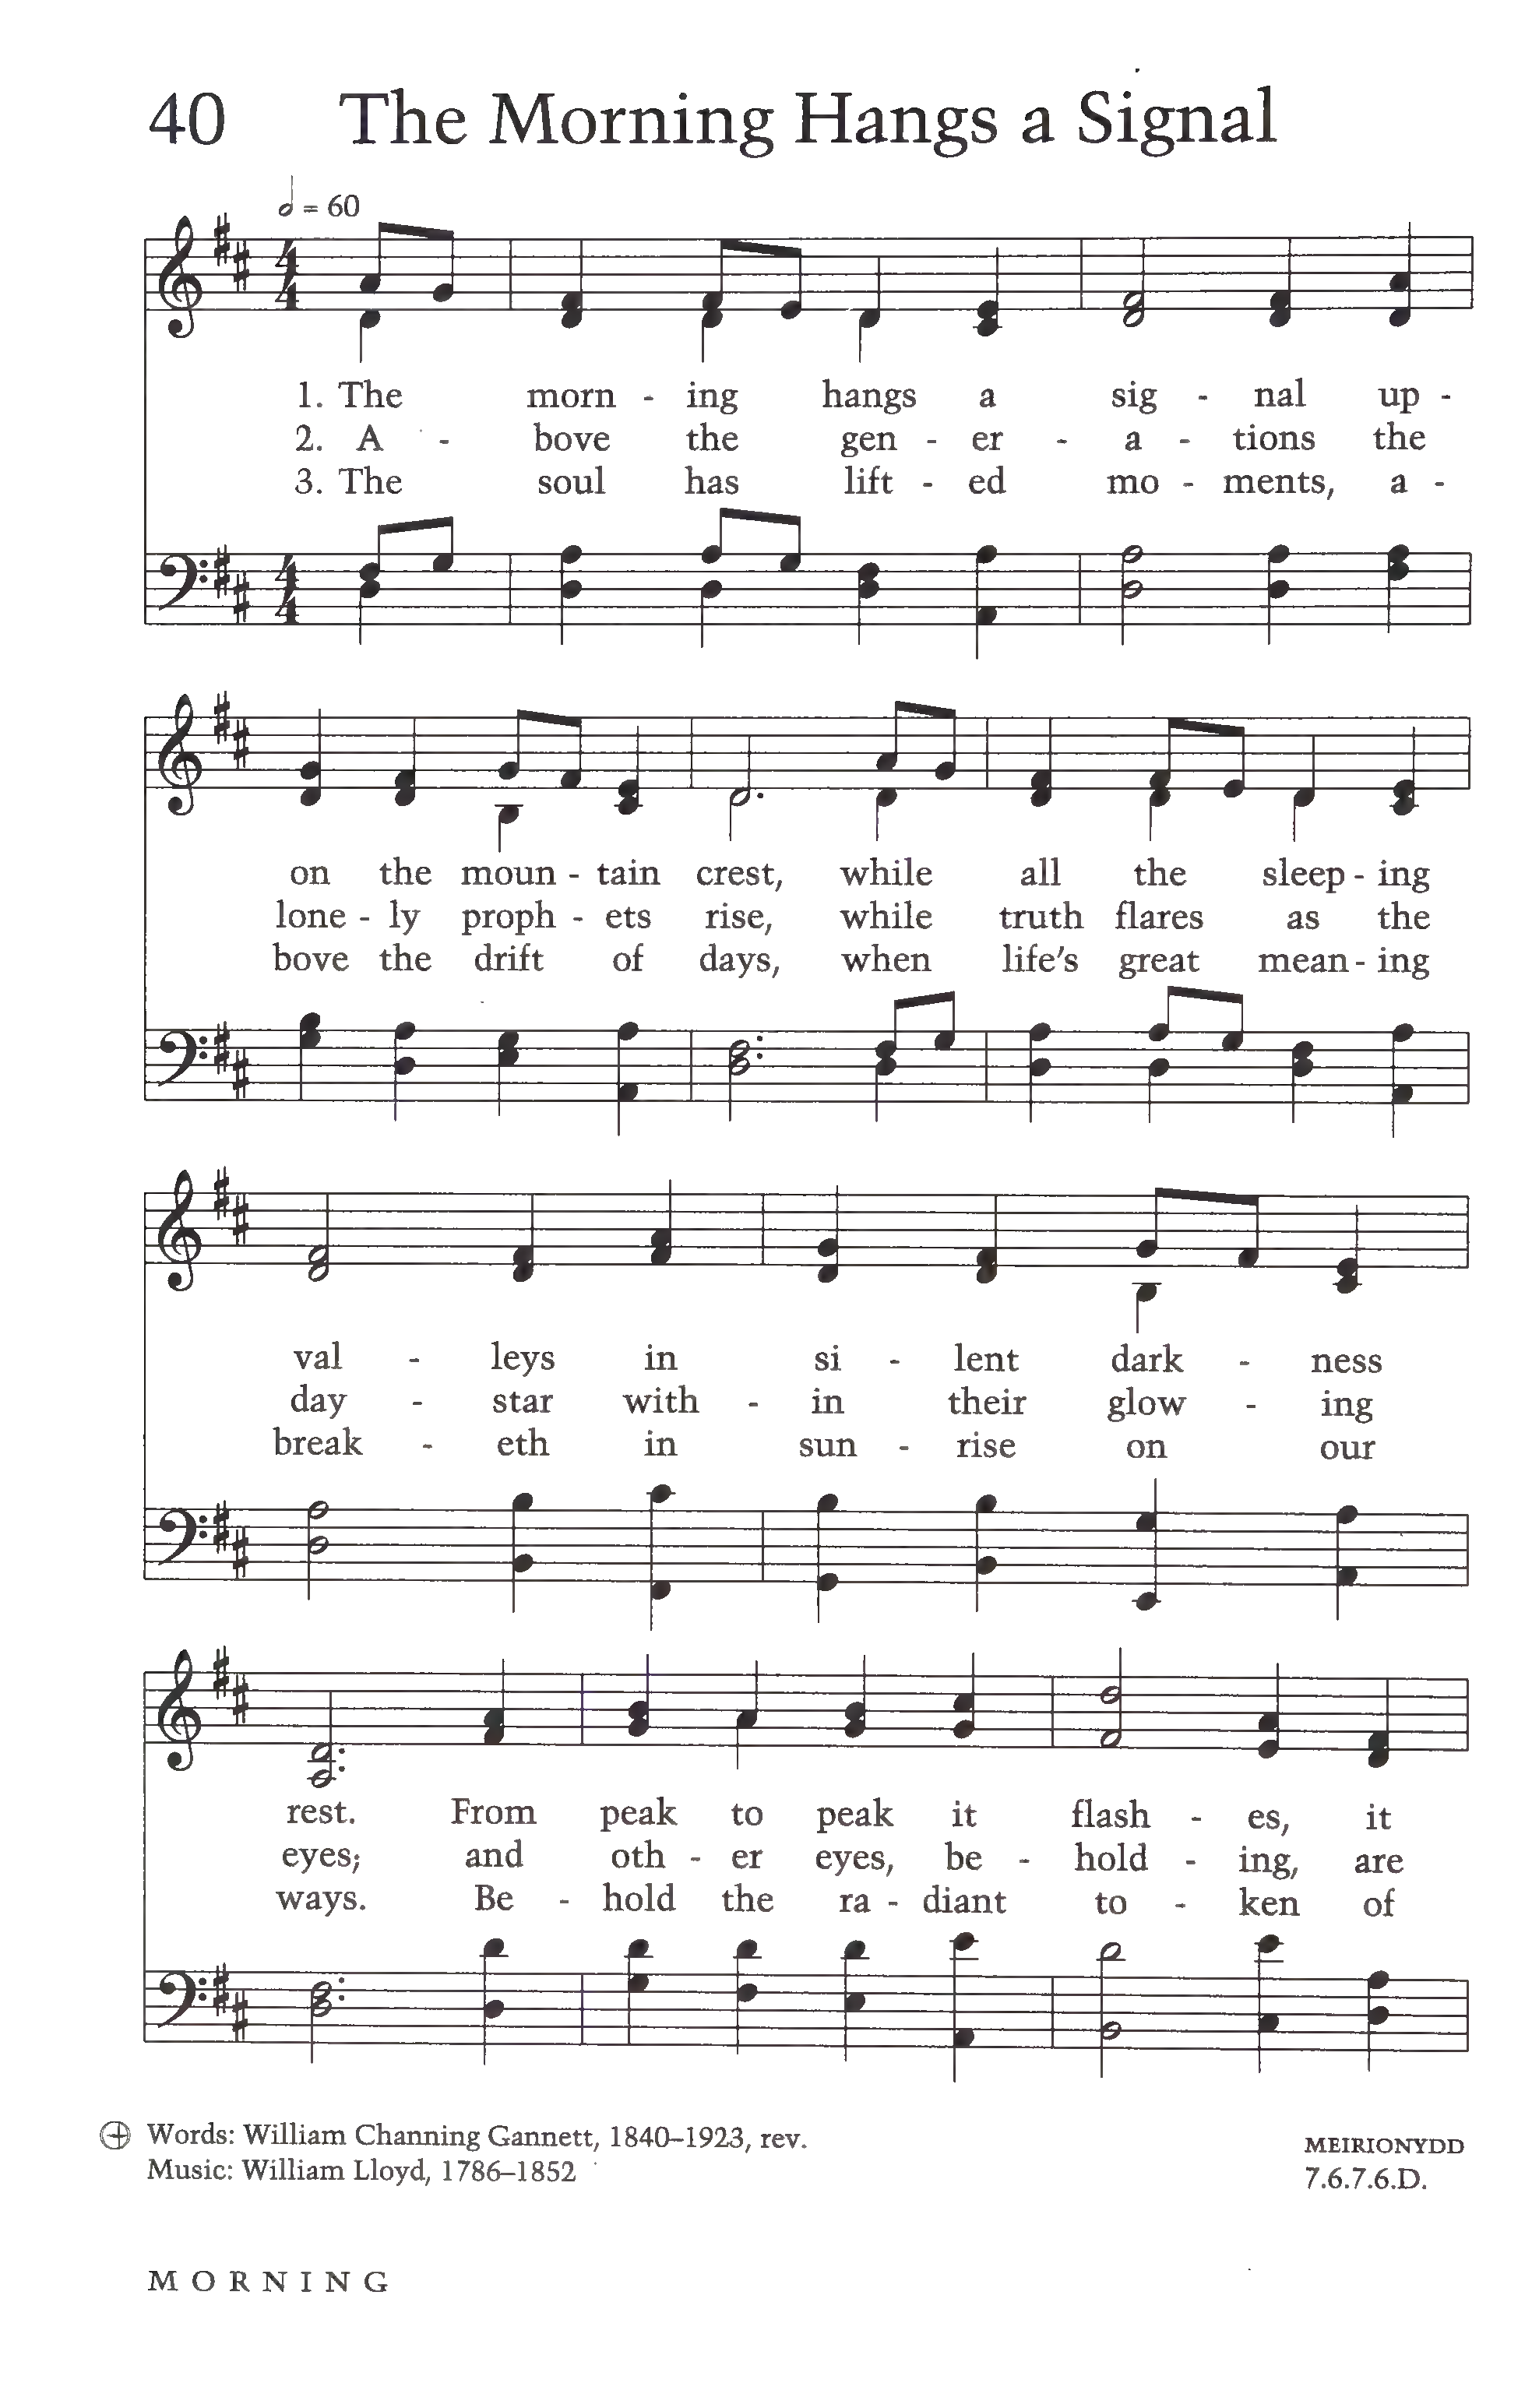 40 The Morning Hangs a Signal
= 60
4 4
1. The morn - ing hangs a sig - nal up -
2. A - bove the gen - er - a - tions the
3. The soul has lift - ed mo - ments, a -
4 4
on the moun - tain crest, while all the sleep - ing
lone - ly proph - ets rise, while truth flares as the
bove the drift of days, when life's great mean - ing
val - leys in si - lent dark - ness
day - star with - in their glow - ing
break - eth in sun - rise on our
rest. From peak to peak it flash - es, it
eyes; and oth - er eyes, be - hold - ing, are
ways. Be - hold the ra - diant to - ken of
Words: William Channing Gannett, 1840–1923, rev.
Music: William Lloyd, 1786–1852
MEIRIONYDD
7.6.7.6.D.
MORNING